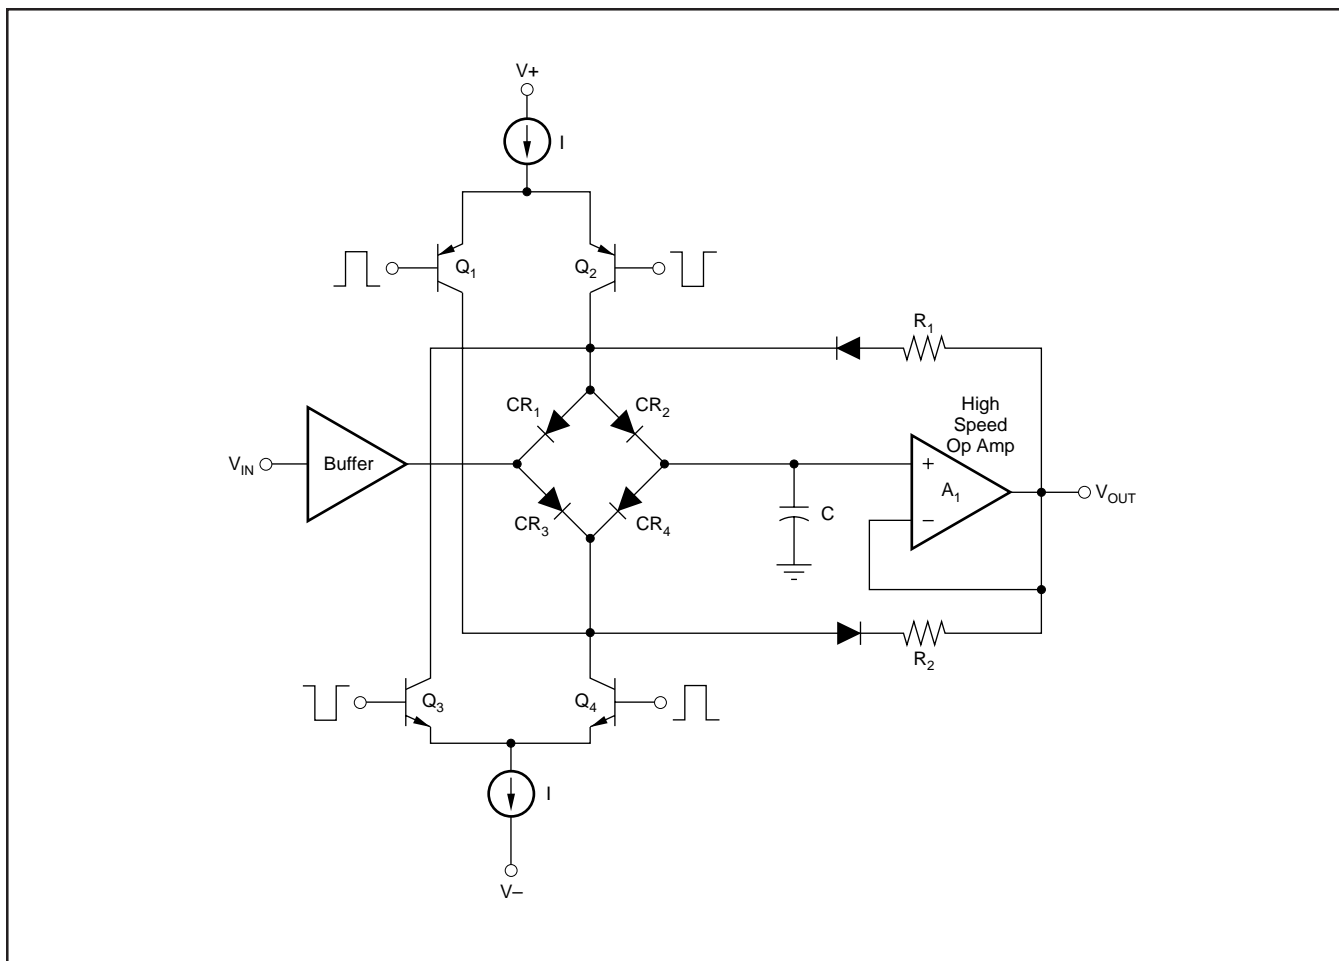 V+
I
Q1
Q2
R1
CR1
CR2
High
Speed
Op Amp
VIN
Buffer
+
A1
VOUT
–
C
CR3
CR4
R2
Q3
Q4
I
V–